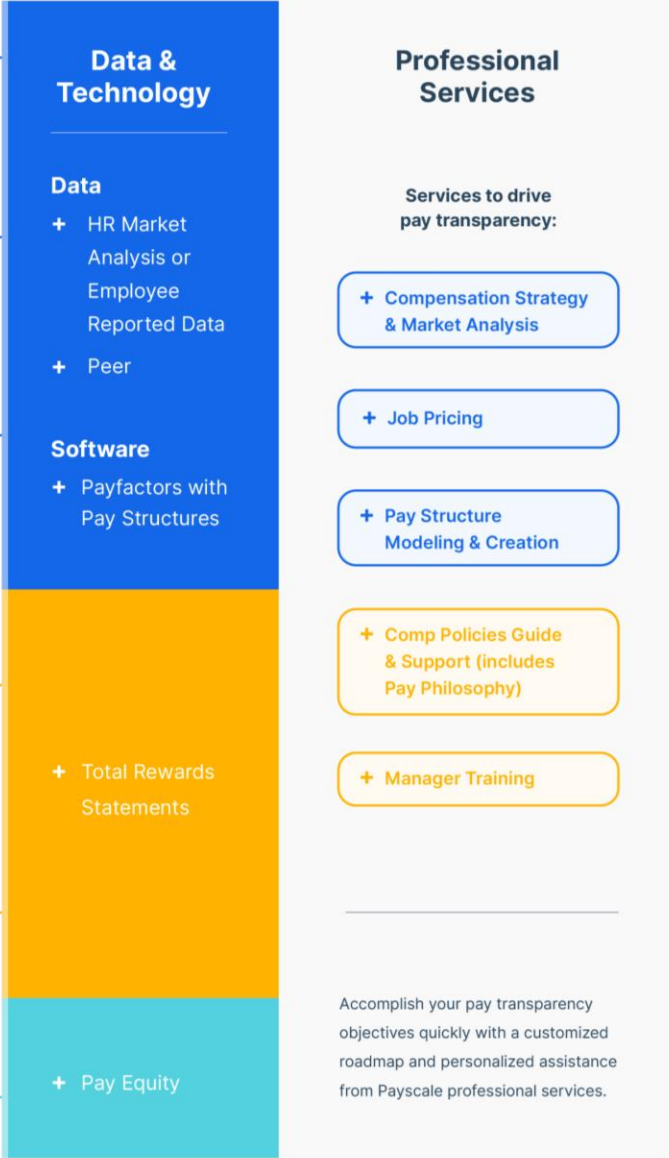 Data &
Technology
Data
+ HR Market
Analysis or
Employee
Reported Data
+ Peer
Software
+ Payfactors with
Pay Structures
+ Total Rewards
Statements
+ Pay Equity
Professional
Services
Services to drive
pay transparency:
+ Compensation Strategy
& Market Analysis
+ Job Pricing
+ Pay Structure
Modeling & Creation
+ Comp Policies Guide
& Support (includes
Pay Philosophy)
+ Manager Training
Accomplish your pay transparency
objectives quickly with a customized
roadmap and personalized assistance
from Payscale professional services.